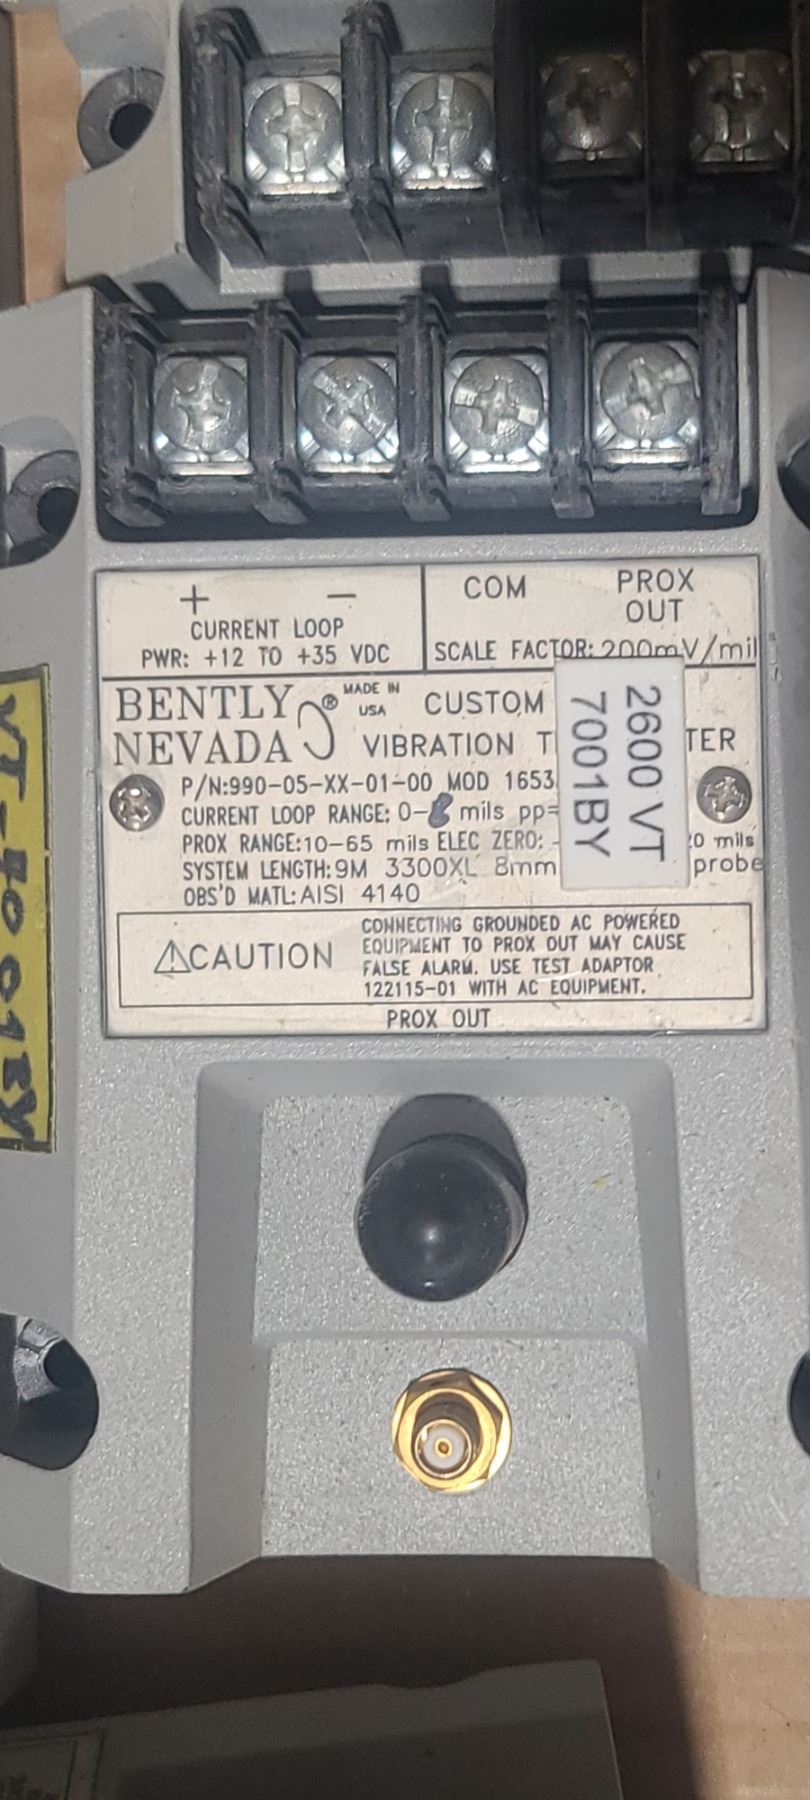 + −
CURRENT LOOP
PWR: +12 TO +35 VDC
COM PROX
OUT
SCALE FACTOR: 200mV/mil
BENTLY ® MADE IN
NEVADA USA
CUSTOM
VIBRATION T TER
P/N:990-05-XX-01-00 MOD 1653
CURRENT LOOP RANGE: 0- mils pp=
PROX RANGE:10-65 mils ELEC ZERO: 0 mils
SYSTEM LENGTH:9M 3300XL 8mm probe
OBS'D MATL:AISI 4140
2600 VT
7001BY
⚠CAUTION
CONNECTING GROUNDED AC POWERED
EQUIPMENT TO PROX OUT MAY CAUSE
FALSE ALARM. USE TEST ADAPTOR
122115-01 WITH AC EQUIPMENT.
PROX OUT
VT-7001BY